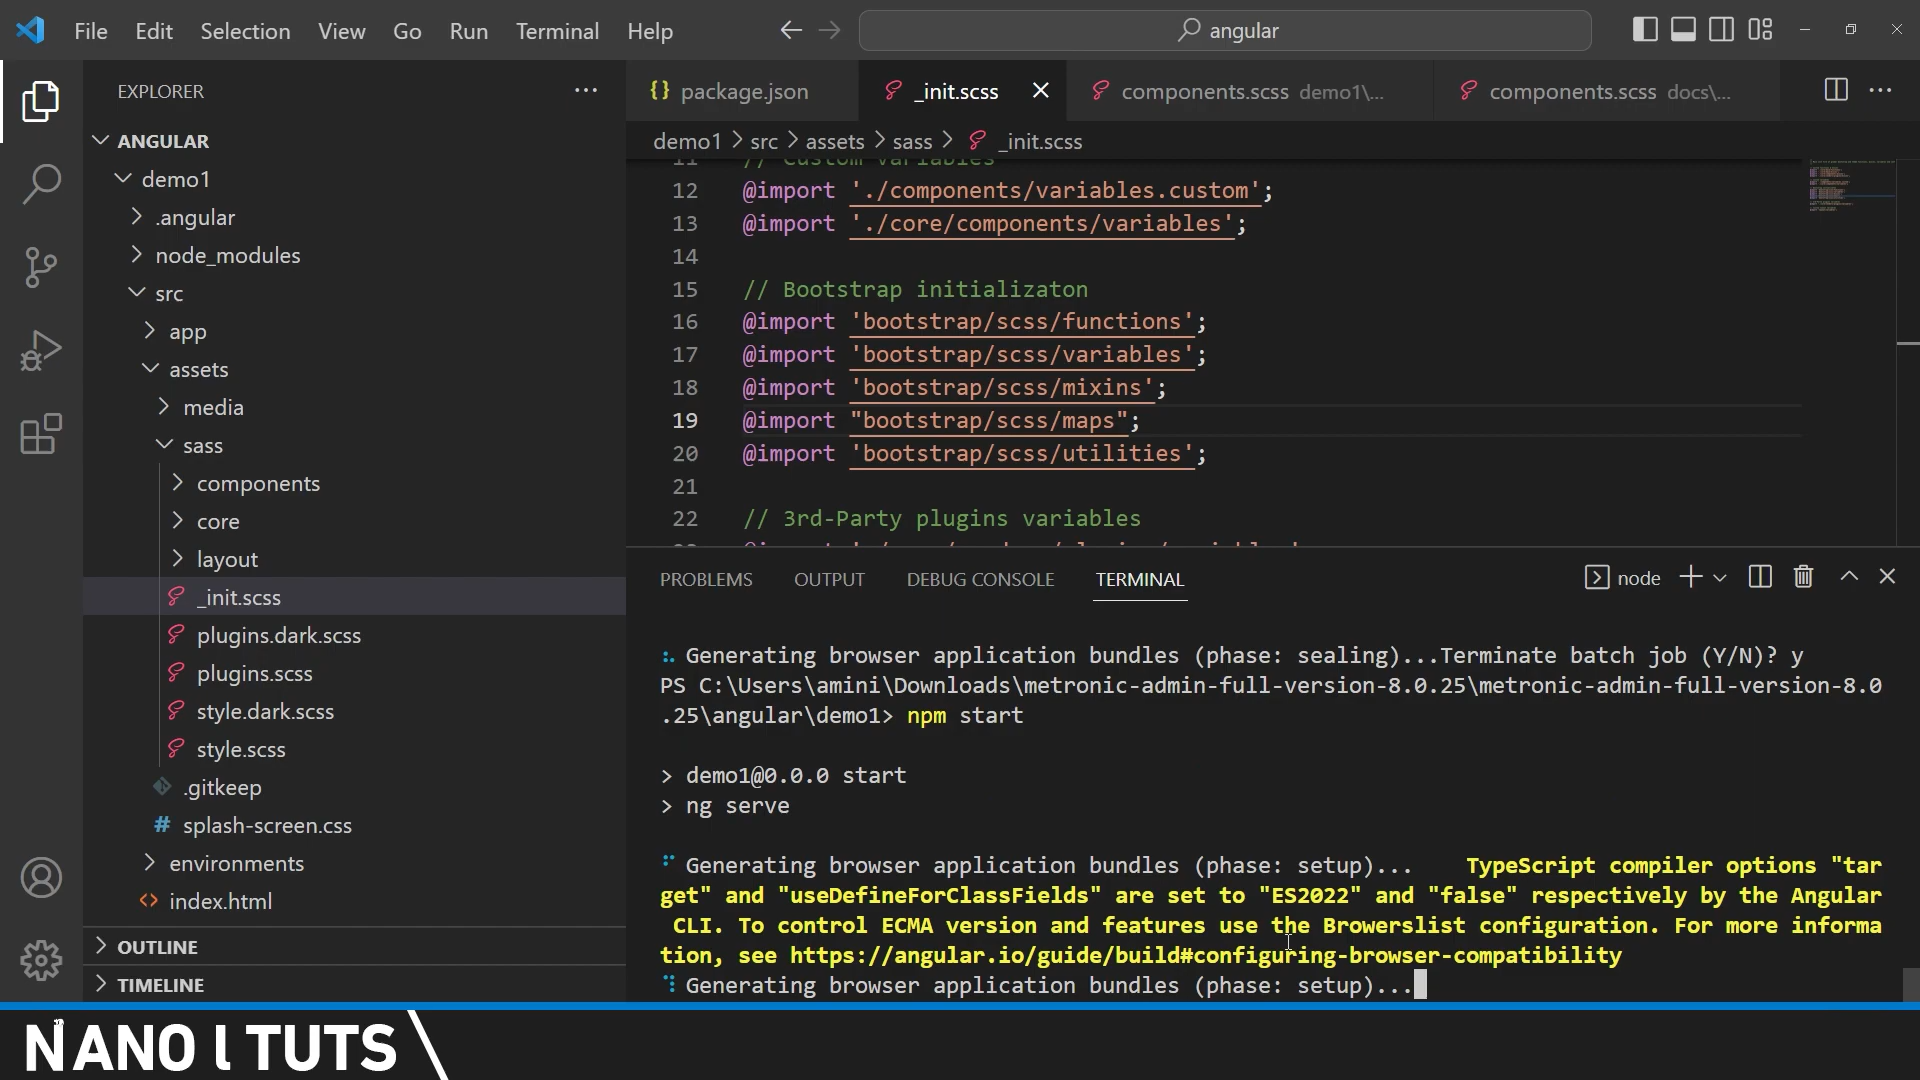 File Edit Selection View Go Run Terminal Help
angular
EXPLORER
ANGULAR
demo1
.angular
node_modules
src
app
assets
media
sass
components
core
layout
_init.scss
plugins.dark.scss
plugins.scss
style.dark.scss
style.scss
.gitkeep
# splash-screen.css
environments
<> index.html
OUTLINE
TIMELINE
{} package.json
_init.scss
components.scss demo1\...
components.scss docs\...
demo1 > src > assets > sass > _init.scss
11 // Custom variables
12 @import './components/variables.custom';
13 @import './core/components/variables';
14
15 // Bootstrap initializaton
16 @import 'bootstrap/scss/functions';
17 @import 'bootstrap/scss/variables';
18 @import 'bootstrap/scss/mixins';
19 @import "bootstrap/scss/maps";
20 @import 'bootstrap/scss/utilities';
21
22 // 3rd-Party plugins variables
PROBLEMS OUTPUT DEBUG CONSOLE TERMINAL
node
Generating browser application bundles (phase: sealing)...Terminate batch job (Y/N)? y
PS C:\Users\amini\Downloads\metronic-admin-full-version-8.0.25\metronic-admin-full-version-8.0
.25\angular\demo1> npm start
> demo1@0.0.0 start
> ng serve
Generating browser application bundles (phase: setup)... TypeScript compiler options "tar
get" and "useDefineForClassFields" are set to "ES2022" and "false" respectively by the Angular
CLI. To control ECMA version and features use the Browerslist configuration. For more informa
tion, see https://angular.io/guide/build#configuring-browser-compatibility
Generating browser application bundles (phase: setup)...
NANO l TUTS